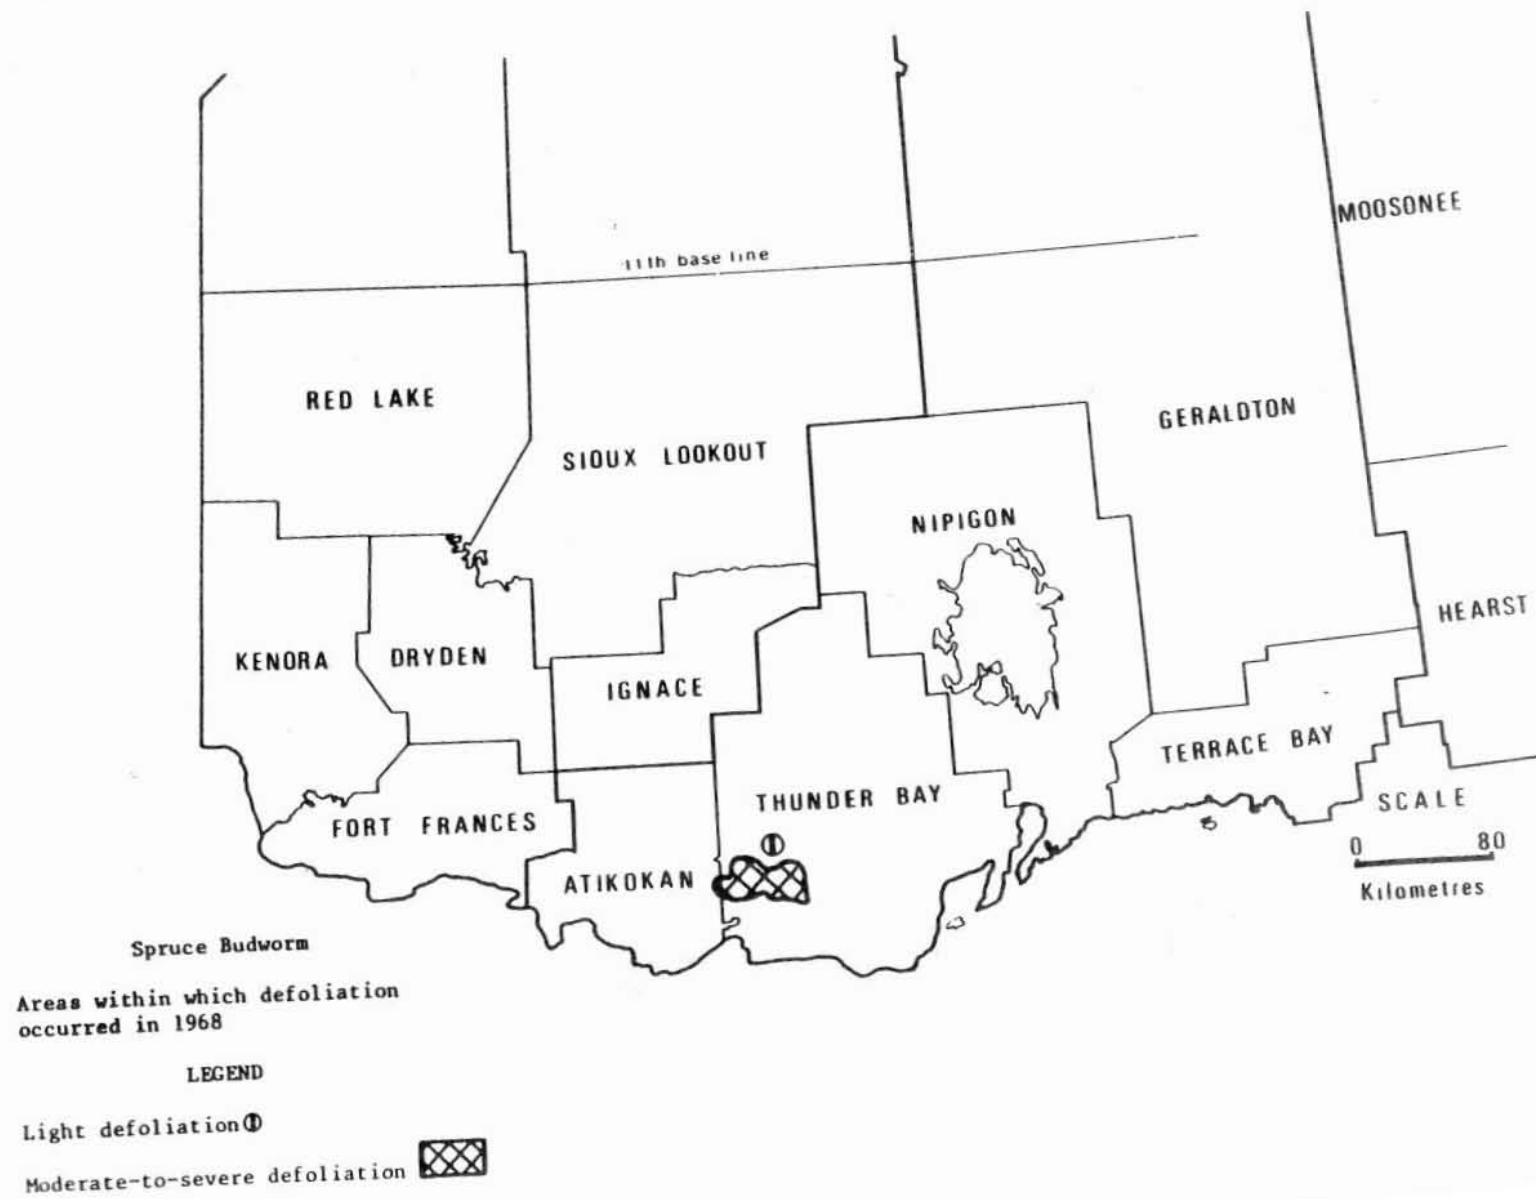 11th base line
MOOSONEE
RED LAKE
SIOUX LOOKOUT
GERALDTON
NIPIGON
HEARST
KENORA
DRYDEN
IGNACE
TERRACE BAY
THUNDER BAY
FORT FRANCES
ATIKOKAN
SCALE
0 80
Kilometres
Spruce Budworm
Areas within which defoliation
occurred in 1968
LEGEND
Light defoliation
Moderate-to-severe defoliation